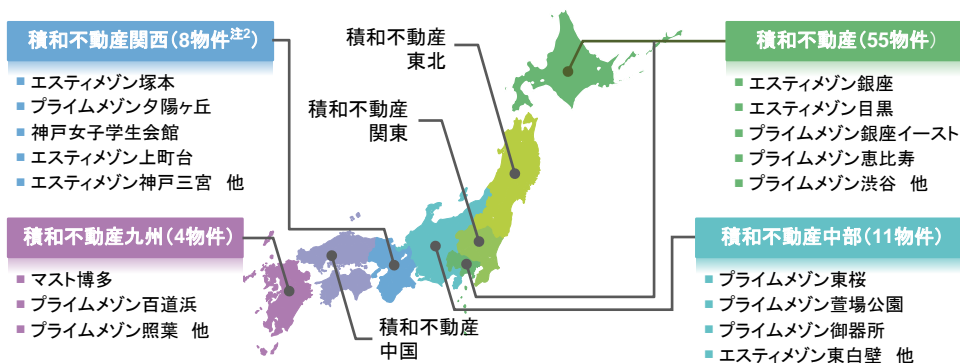 積和不動産関西(8物件注2)
■ エスティメゾン塚本
■ プライムメゾン夕陽ヶ丘
■ 神戸女子学生会館
■ エスティメゾン上町台
■ エスティメゾン神戸三宮 他
積和不動産九州(4物件)
■ マスト博多
■ プライムメゾン百道浜
■ プライムメゾン照葉 他
積和不動産
東北
積和不動産
関東
積和不動産
中国
積和不動産(55物件)
■ エスティメゾン銀座
■ エスティメゾン目黒
■ プライムメゾン銀座イースト
■ プライムメゾン恵比寿
■ プライムメゾン渋谷 他
積和不動産中部(11物件)
■ プライムメゾン東桜
■ プライムメゾン萱場公園
■ プライムメゾン御器所
■ エスティメゾン東白壁 他